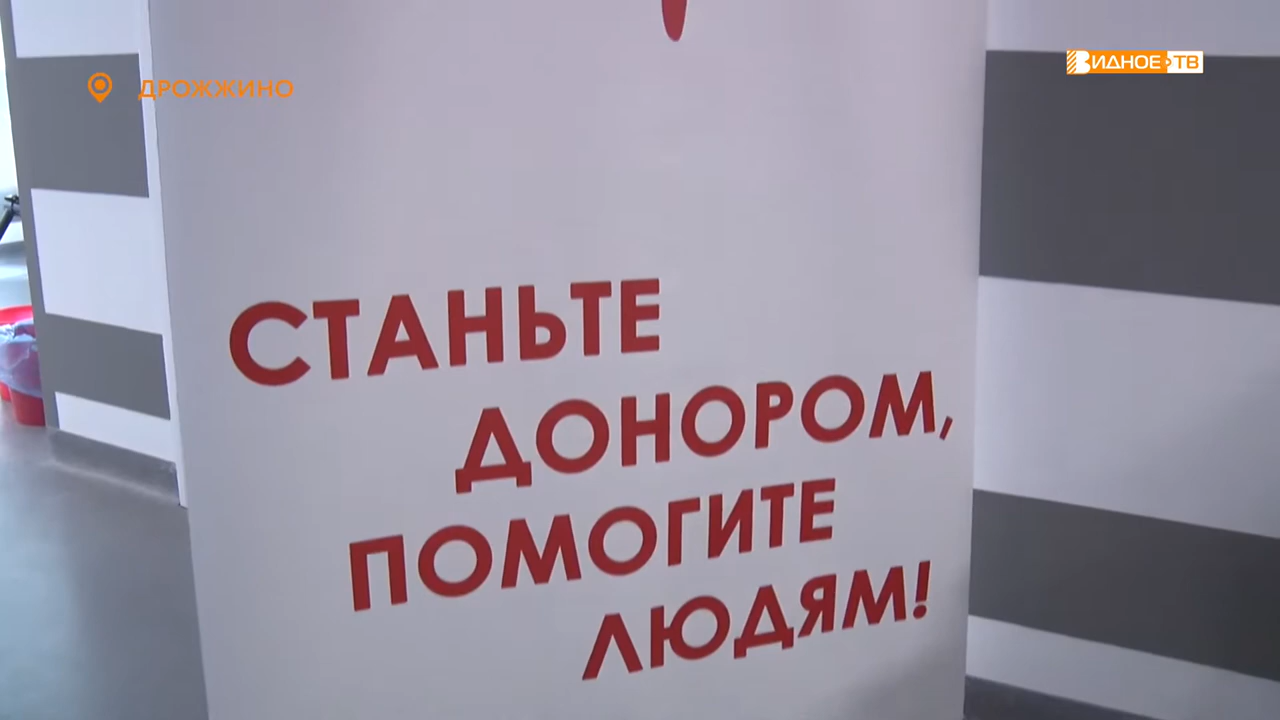 ДРОЖЖИНО
ВИДНОЕ ТВ
СТАНЬТЕ
ДОНОРОМ,
ПОМОГИТЕ
ЛЮДЯМ!